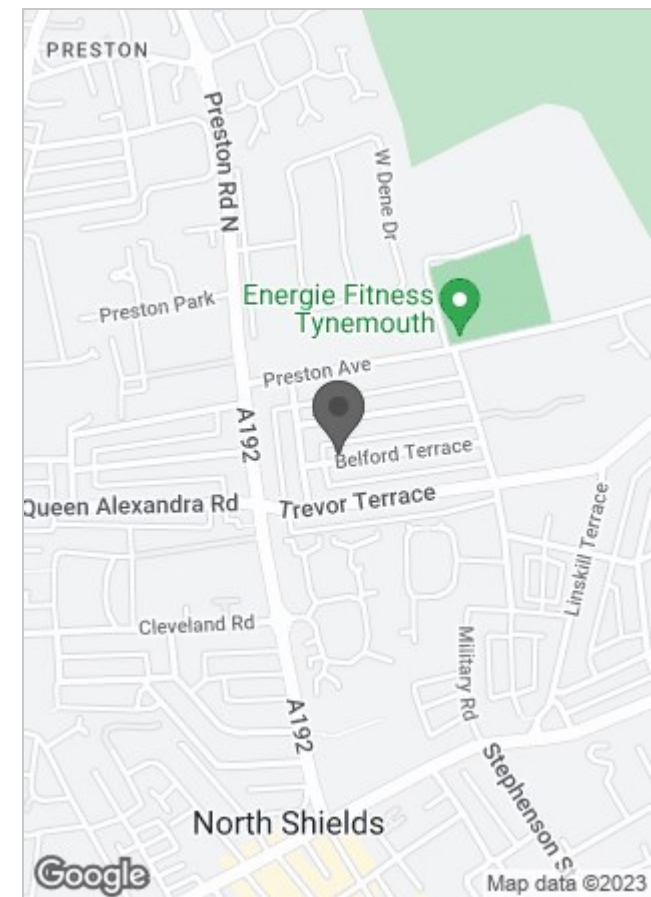 PRESTON
Preston Rd N
W Dene Dr
Preston Park
Energie Fitness
Tynemouth
Preston Ave
A192
Belford Terrace
Queen Alexandra Rd
Trevor Terrace
Linskill Terrace
Cleveland Rd
Military Rd
A192
Stephenson St
North Shields
Google
Map data ©2023